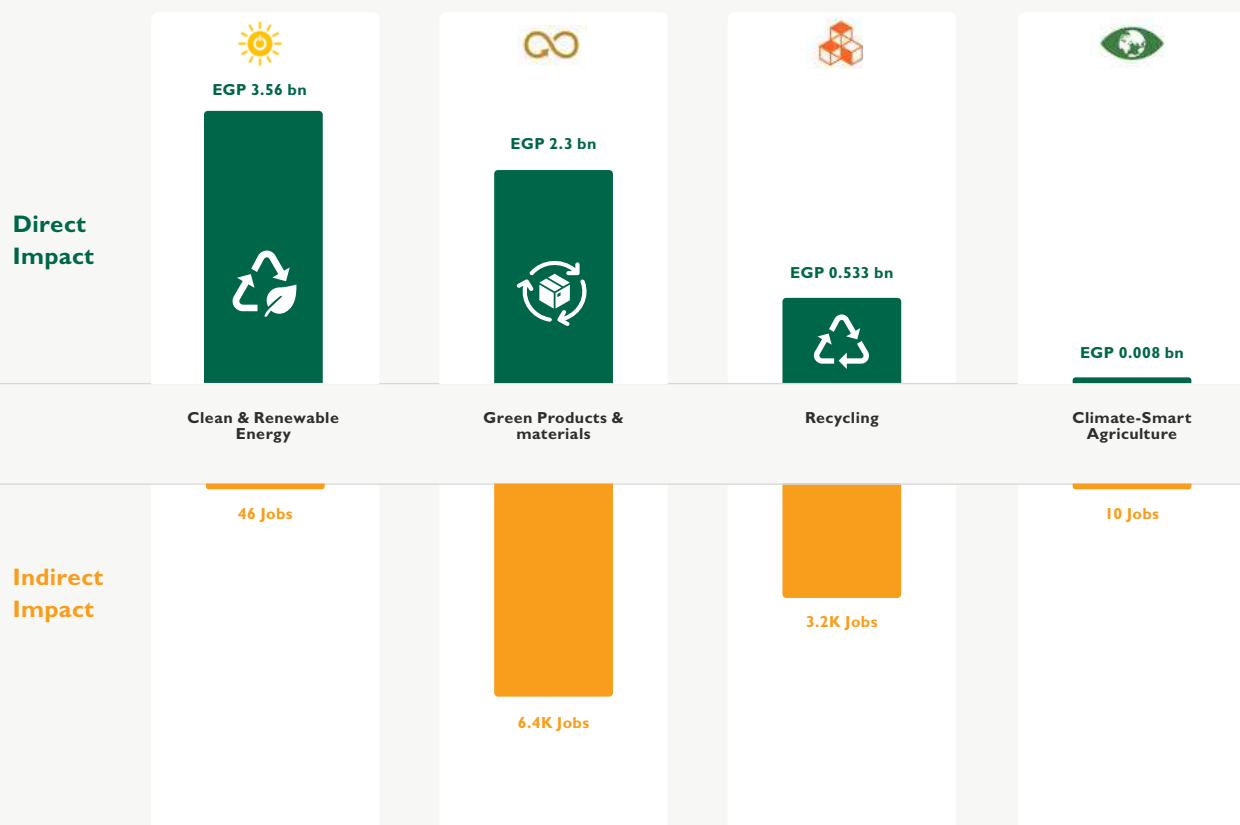 EGP 3.56 bn
EGP 2.3 bn
EGP 0.533 bn
EGP 0.008 bn
Direct
Impact
Clean & Renewable
Energy
Green Products &
materials
Recycling
Climate-Smart
Agriculture
46 Jobs
6.4K Jobs
3.2K Jobs
10 Jobs
Indirect
Impact